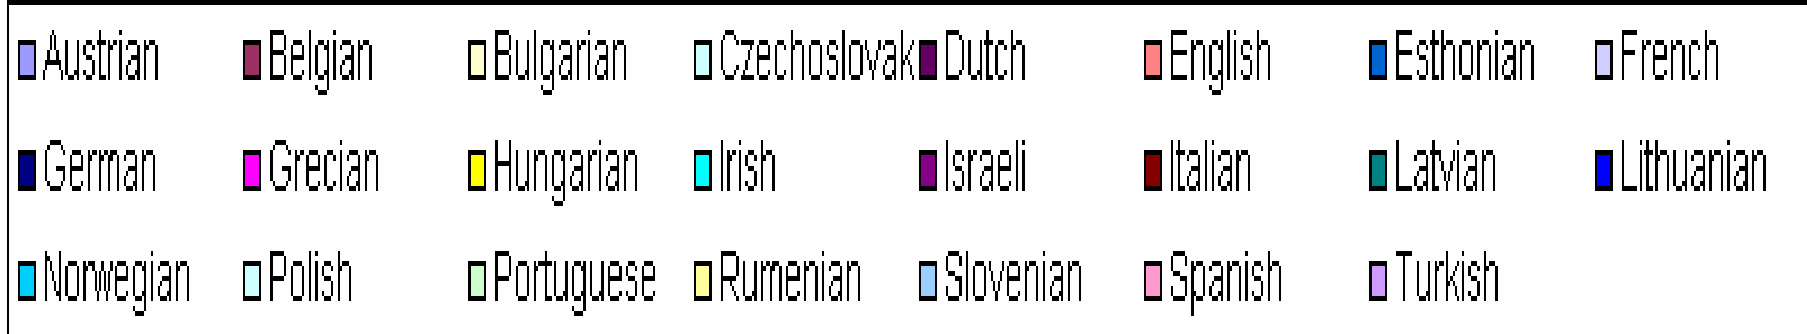 Austrian Belgian Bulgarian Czechoslovak Dutch English Esthonian French
German Grecian Hungarian Irish Israeli Italian Latvian Lithuanian
Norwegian Polish Portuguese Rumenian Slovenian Spanish Turkish